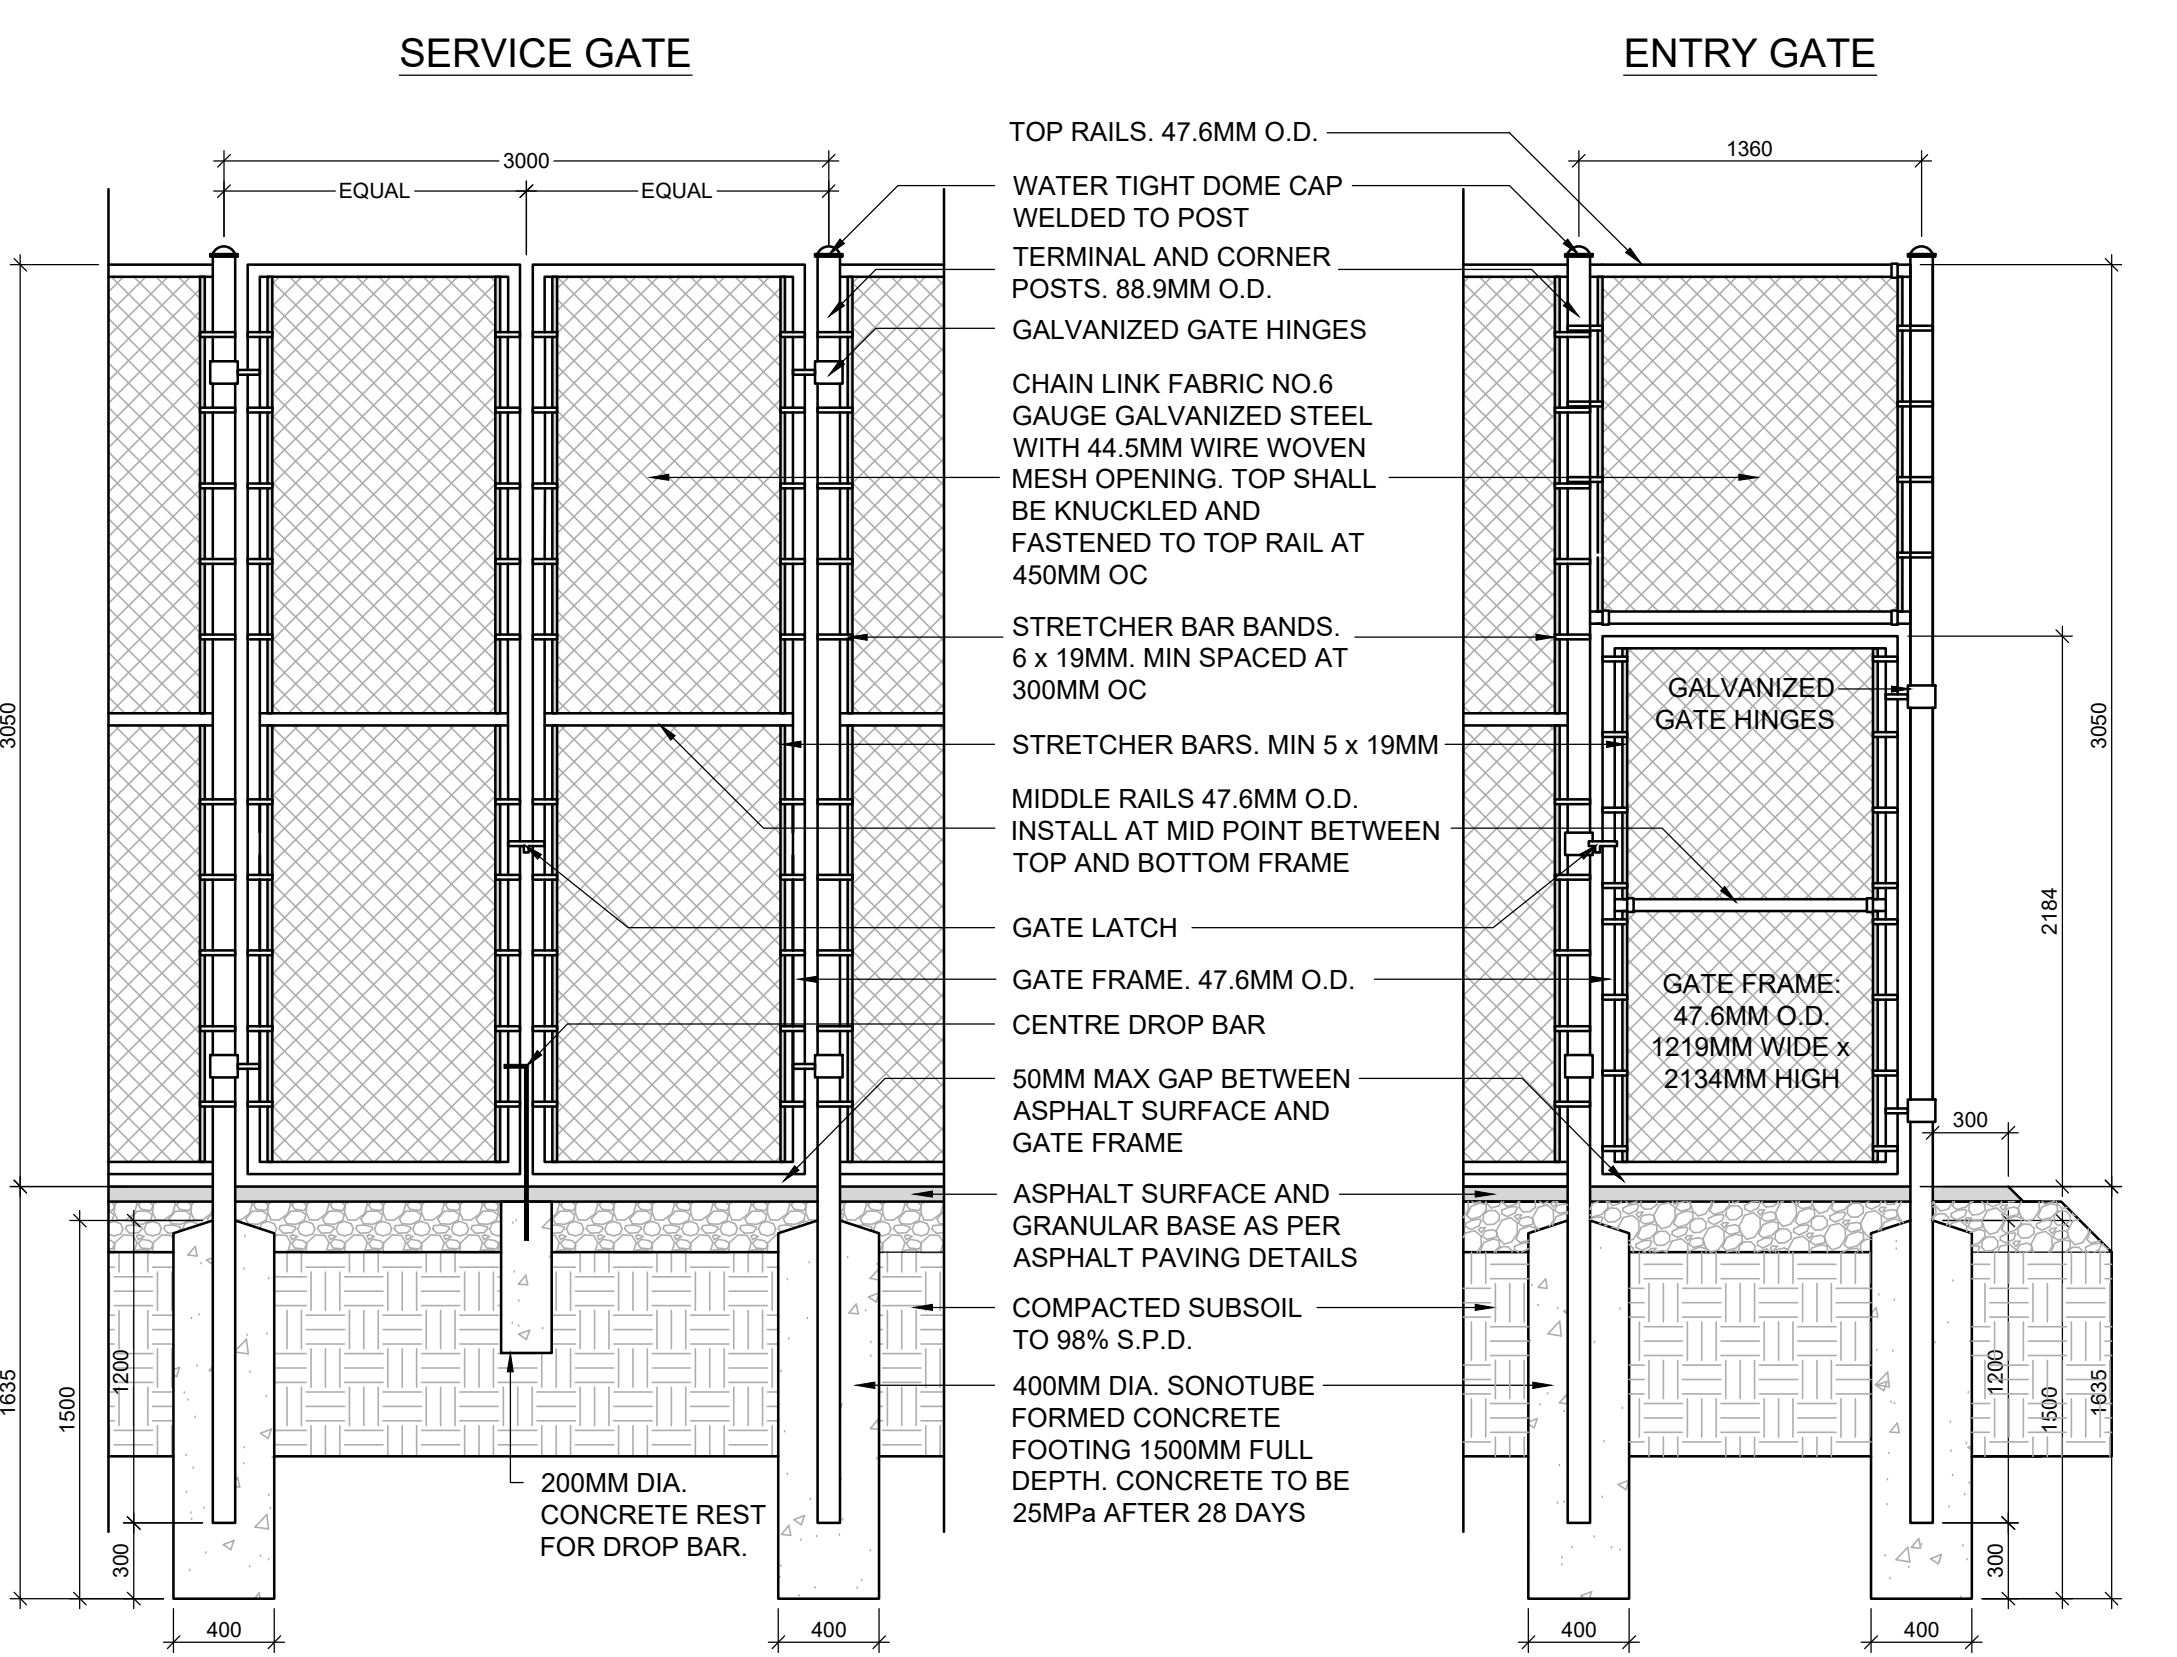 SERVICE GATE
ENTRY GATE
3000
EQUAL
EQUAL
1360
TOP RAILS. 47.6MM O.D.
WATER TIGHT DOME CAP
WELDED TO POST
TERMINAL AND CORNER
POSTS. 88.9MM O.D.
GALVANIZED GATE HINGES
CHAIN LINK FABRIC NO.6
GAUGE GALVANIZED STEEL
WITH 44.5MM WIRE WOVEN
MESH OPENING. TOP SHALL
BE KNUCKLED AND
FASTENED TO TOP RAIL AT
450MM OC
STRETCHER BAR BANDS.
6 x 19MM. MIN SPACED AT
300MM OC
STRETCHER BARS. MIN 5 x 19MM
MIDDLE RAILS 47.6MM O.D.
INSTALL AT MID POINT BETWEEN
TOP AND BOTTOM FRAME
GATE LATCH
GATE FRAME. 47.6MM O.D.
CENTRE DROP BAR
50MM MAX GAP BETWEEN
ASPHALT SURFACE AND
GATE FRAME
ASPHALT SURFACE AND
GRANULAR BASE AS PER
ASPHALT PAVING DETAILS
COMPACTED SUBSOIL
TO 98% S.P.D.
400MM DIA. SONOTUBE
FORMED CONCRETE
FOOTING 1500MM FULL
DEPTH. CONCRETE TO BE
25MPa AFTER 28 DAYS
200MM DIA.
CONCRETE REST
FOR DROP BAR.
GALVANIZED
GATE HINGES
GATE FRAME:
47.6MM O.D.
1219MM WIDE x
2134MM HIGH
3050
1635
1500
1200
300
400
400
3050
2184
300
1200
1500
1635
300
400
400